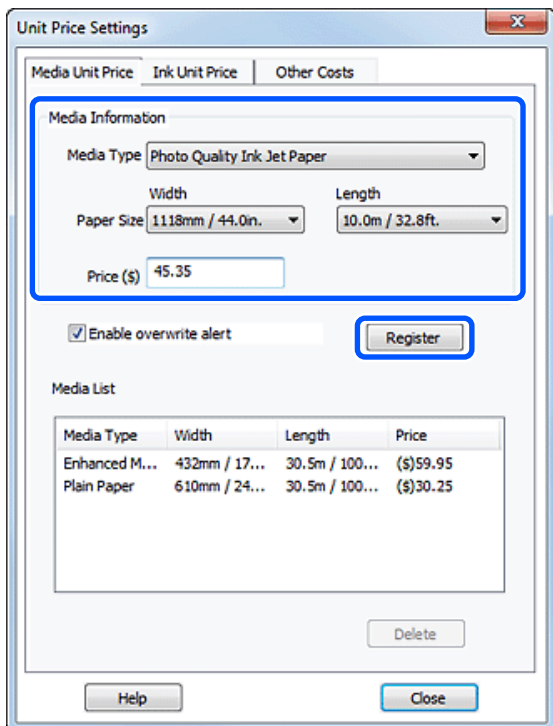 Unit Price Settings
Media Unit Price Ink Unit Price Other Costs
Media Information
Media Type Photo Quality Ink Jet Paper
Width Length
Paper Size 1118mm / 44.0in. 10.0m / 32.8ft.
Price ($) 45.35
Enable overwrite alert Register
Media List
Media Type Width Length Price
Enhanced M... 432mm / 17... 30.5m / 100... ($)59.95
Plain Paper 610mm / 24... 30.5m / 100... ($)30.25
Delete
Help Close